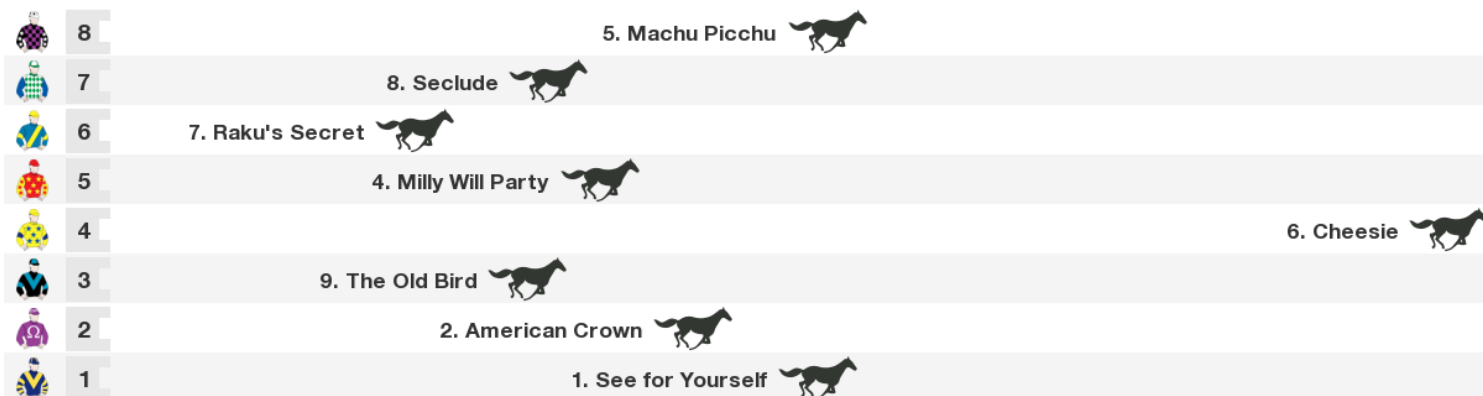 8 5. Machu Picchu
7 8. Seclude
6 7. Raku's Secret
5 4. Milly Will Party
4 6. Cheesie
3 9. The Old Bird
Ω
2 2. American Crown
1 1. See for Yourself